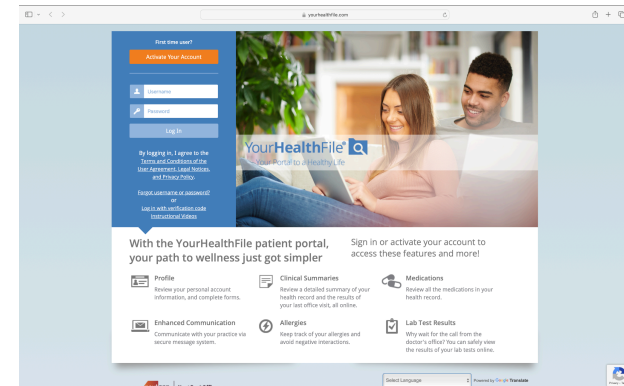 yourhealthfile.com
First time user?
Activate Your Account
Username
Password
Log In
By logging in, I agree to the
Terms and Conditions of the
User Agreement, Legal Notices,
and Privacy Policy.
Forgot username or password?
or
Log in with verification code
Instructional Videos
YourHealthFile®
Your Portal to a Healthy Life
With the YourHealthFile patient portal,
your path to wellness just got simpler
Sign in or activate your account to
access these features and more!
Profile
Review your personal account
information, and complete forms.
Clinical Summaries
Review a detailed summary of your
health record and the results of
your last office visit, all online.
Medications
Review all the medications in your
health record.
Enhanced Communication
Communicate with your practice via
secure message system.
Allergies
Keep track of your allergies and
avoid negative interactions.
Lab Test Results
Why wait for the call from the
doctor's office? You can safely view
the results of your lab tests online.
Select Language
Powered by Google Translate